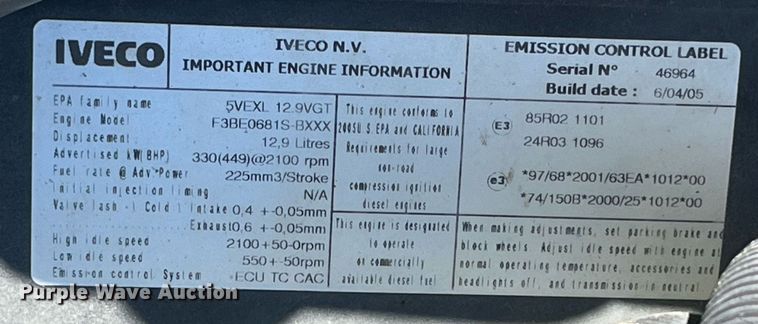 IVECO
IVECO N.V.
IMPORTANT ENGINE INFORMATION
EMISSION CONTROL LABEL
Serial N° 46964
Build date : 6/04/05
EPA family name 5VEXL 12.9VGT
Engine Model F3BE0681S-BXXX
Displacement 12,9 Litres
Advertised kW(BHP) 330(449)@2100 rpm
Fuel rate @ Adv.Power 225mm3/Stroke
Initial injection timing N/A
Valve lash - ( Cold ) Intake 0,4 +-0,05mm
Exhaust0,6 +-0,05mm
High idle speed 2100+50-0rpm
Low idle speed 550+-50rpm
Emission control System -ECU TC CAC
This engine conforms to
2005U S.EPA and CALIFORNIA
Requirements for large
non-road
compression ignition
diesel engines
This engine is designated
to operate
on commercially
available diesel fuel
E3 85R02 1101
24R03 1096
e3 *97/68*2001/63EA*1012*00
*74/150B*2000/25*1012*00
When making adjustments, set parking brake and
block wheels. Adjust idle speed with engine at
normal operating temperature, accessories and
headlights off, and transmission in neutral
Purple Wave Auction